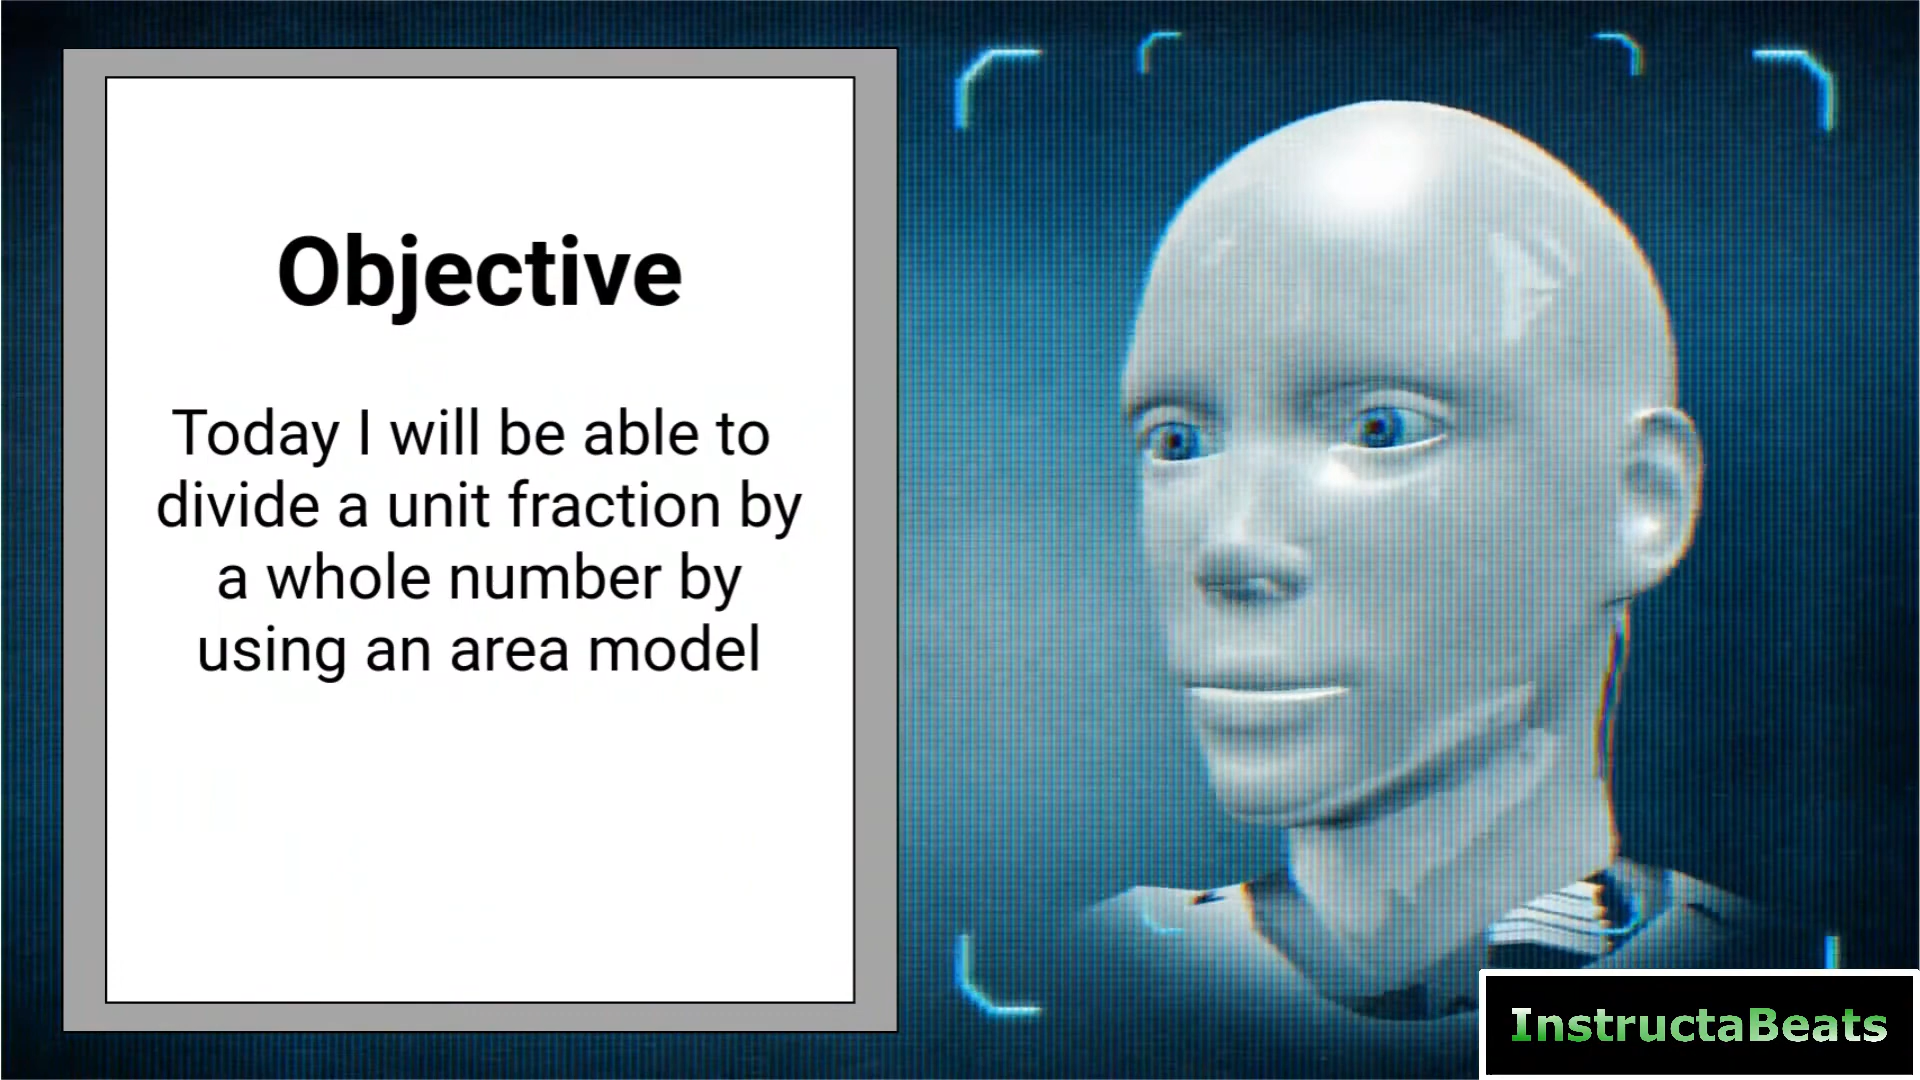 Objective
Today I will be able to
divide a unit fraction by
a whole number by
using an area model
InstructaBeats